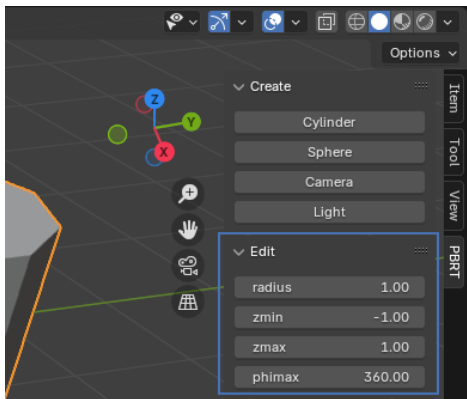 Options
Create
Cylinder
Sphere
Camera
Light
Edit
radius 1.00
zmin -1.00
zmax 1.00
phimax 360.00
Item
Tool
View
PBRT
Z
Y
X